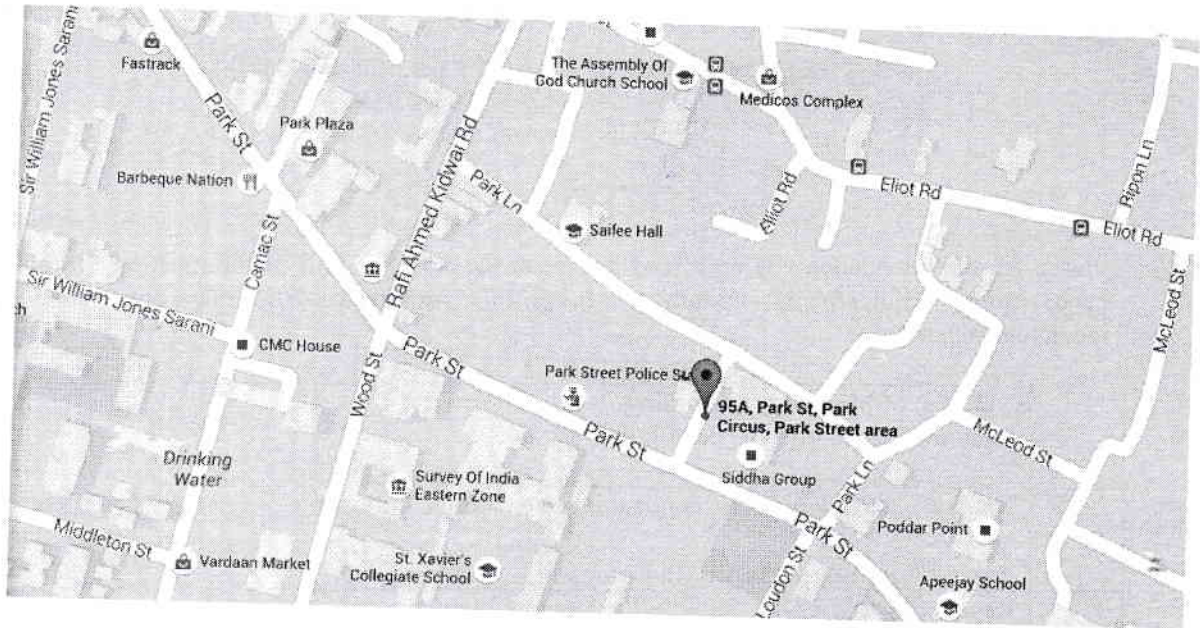 Sir William Jones Sarani
Fastrack
Park St
Park Plaza
Barbeque Nation
Camac St
Rafi Ahmed Kidwai Rd
The Assembly Of
God Church School
Medicos Complex
Park Ln
Saifee Hall
Elliot Rd
Eliot Rd
Ripon Ln
Eliot Rd
McLeod St
Sir William Jones Sarani
ch
CMC House
Wood St
Park St
Park Street Police
95A, Park St, Park
Circus, Park Street area
Park St
Siddha Group
Park Ln
McLeod St
Drinking
Water
Survey Of India
Eastern Zone
Park St
Poddar Point
Middleton St
Vardaan Market
St. Xavier's
Collegiate School
Loudon St
Apeejay School